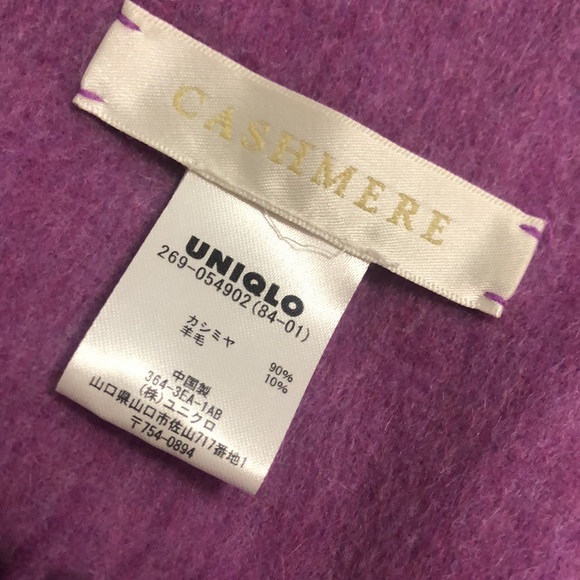 CASHMERE
UNIQLO
269-054902(84-01)
カシミヤ 90%
羊毛 10%
中国製
364-3EA-1AB
(株)ユニクロ
山口県山口市佐山717番地1
〒754-0894